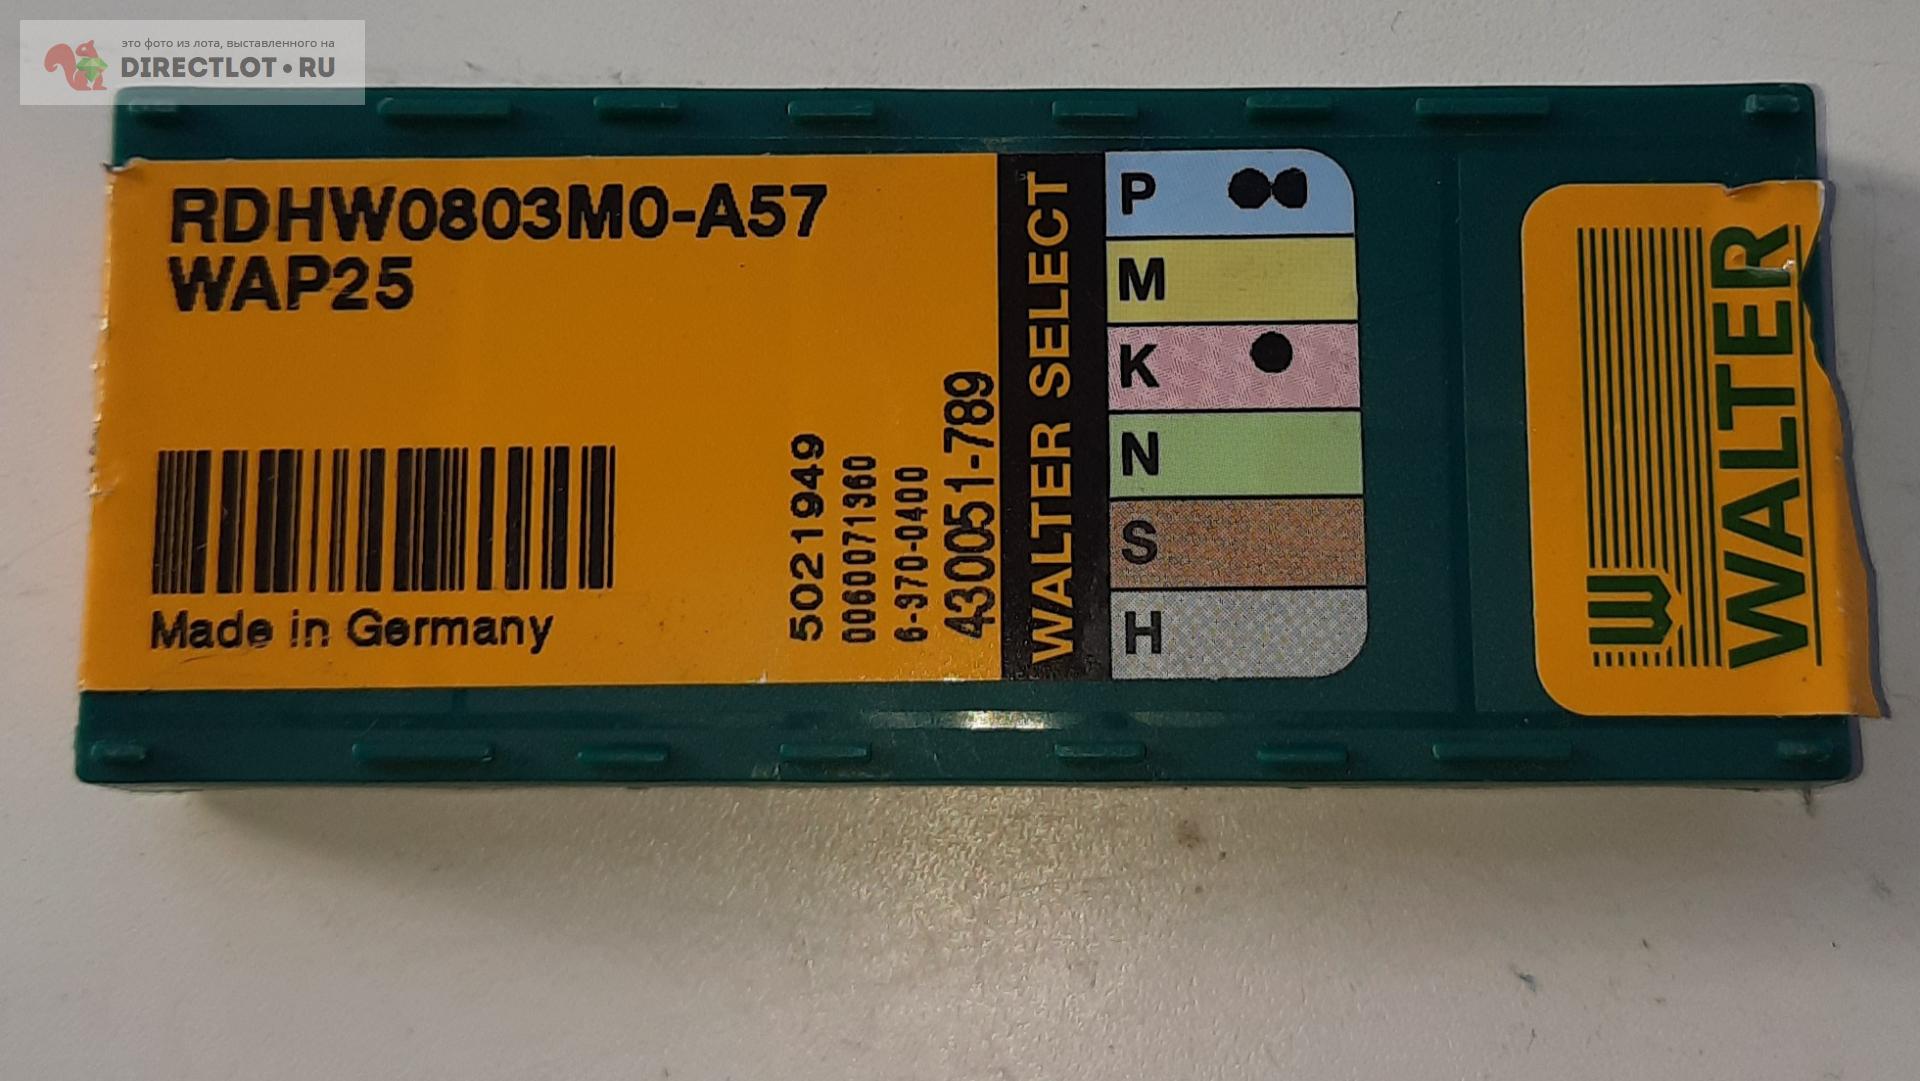 это фото из лота, выставленного на
DIRECTLOT•RU
RDHW0803M0-A57
WAP25
Made in Germany
5021949
0060071360
6-970-0400
430051-789
WALTER SELECT
P
M
K
N
S
H
W
WALTER